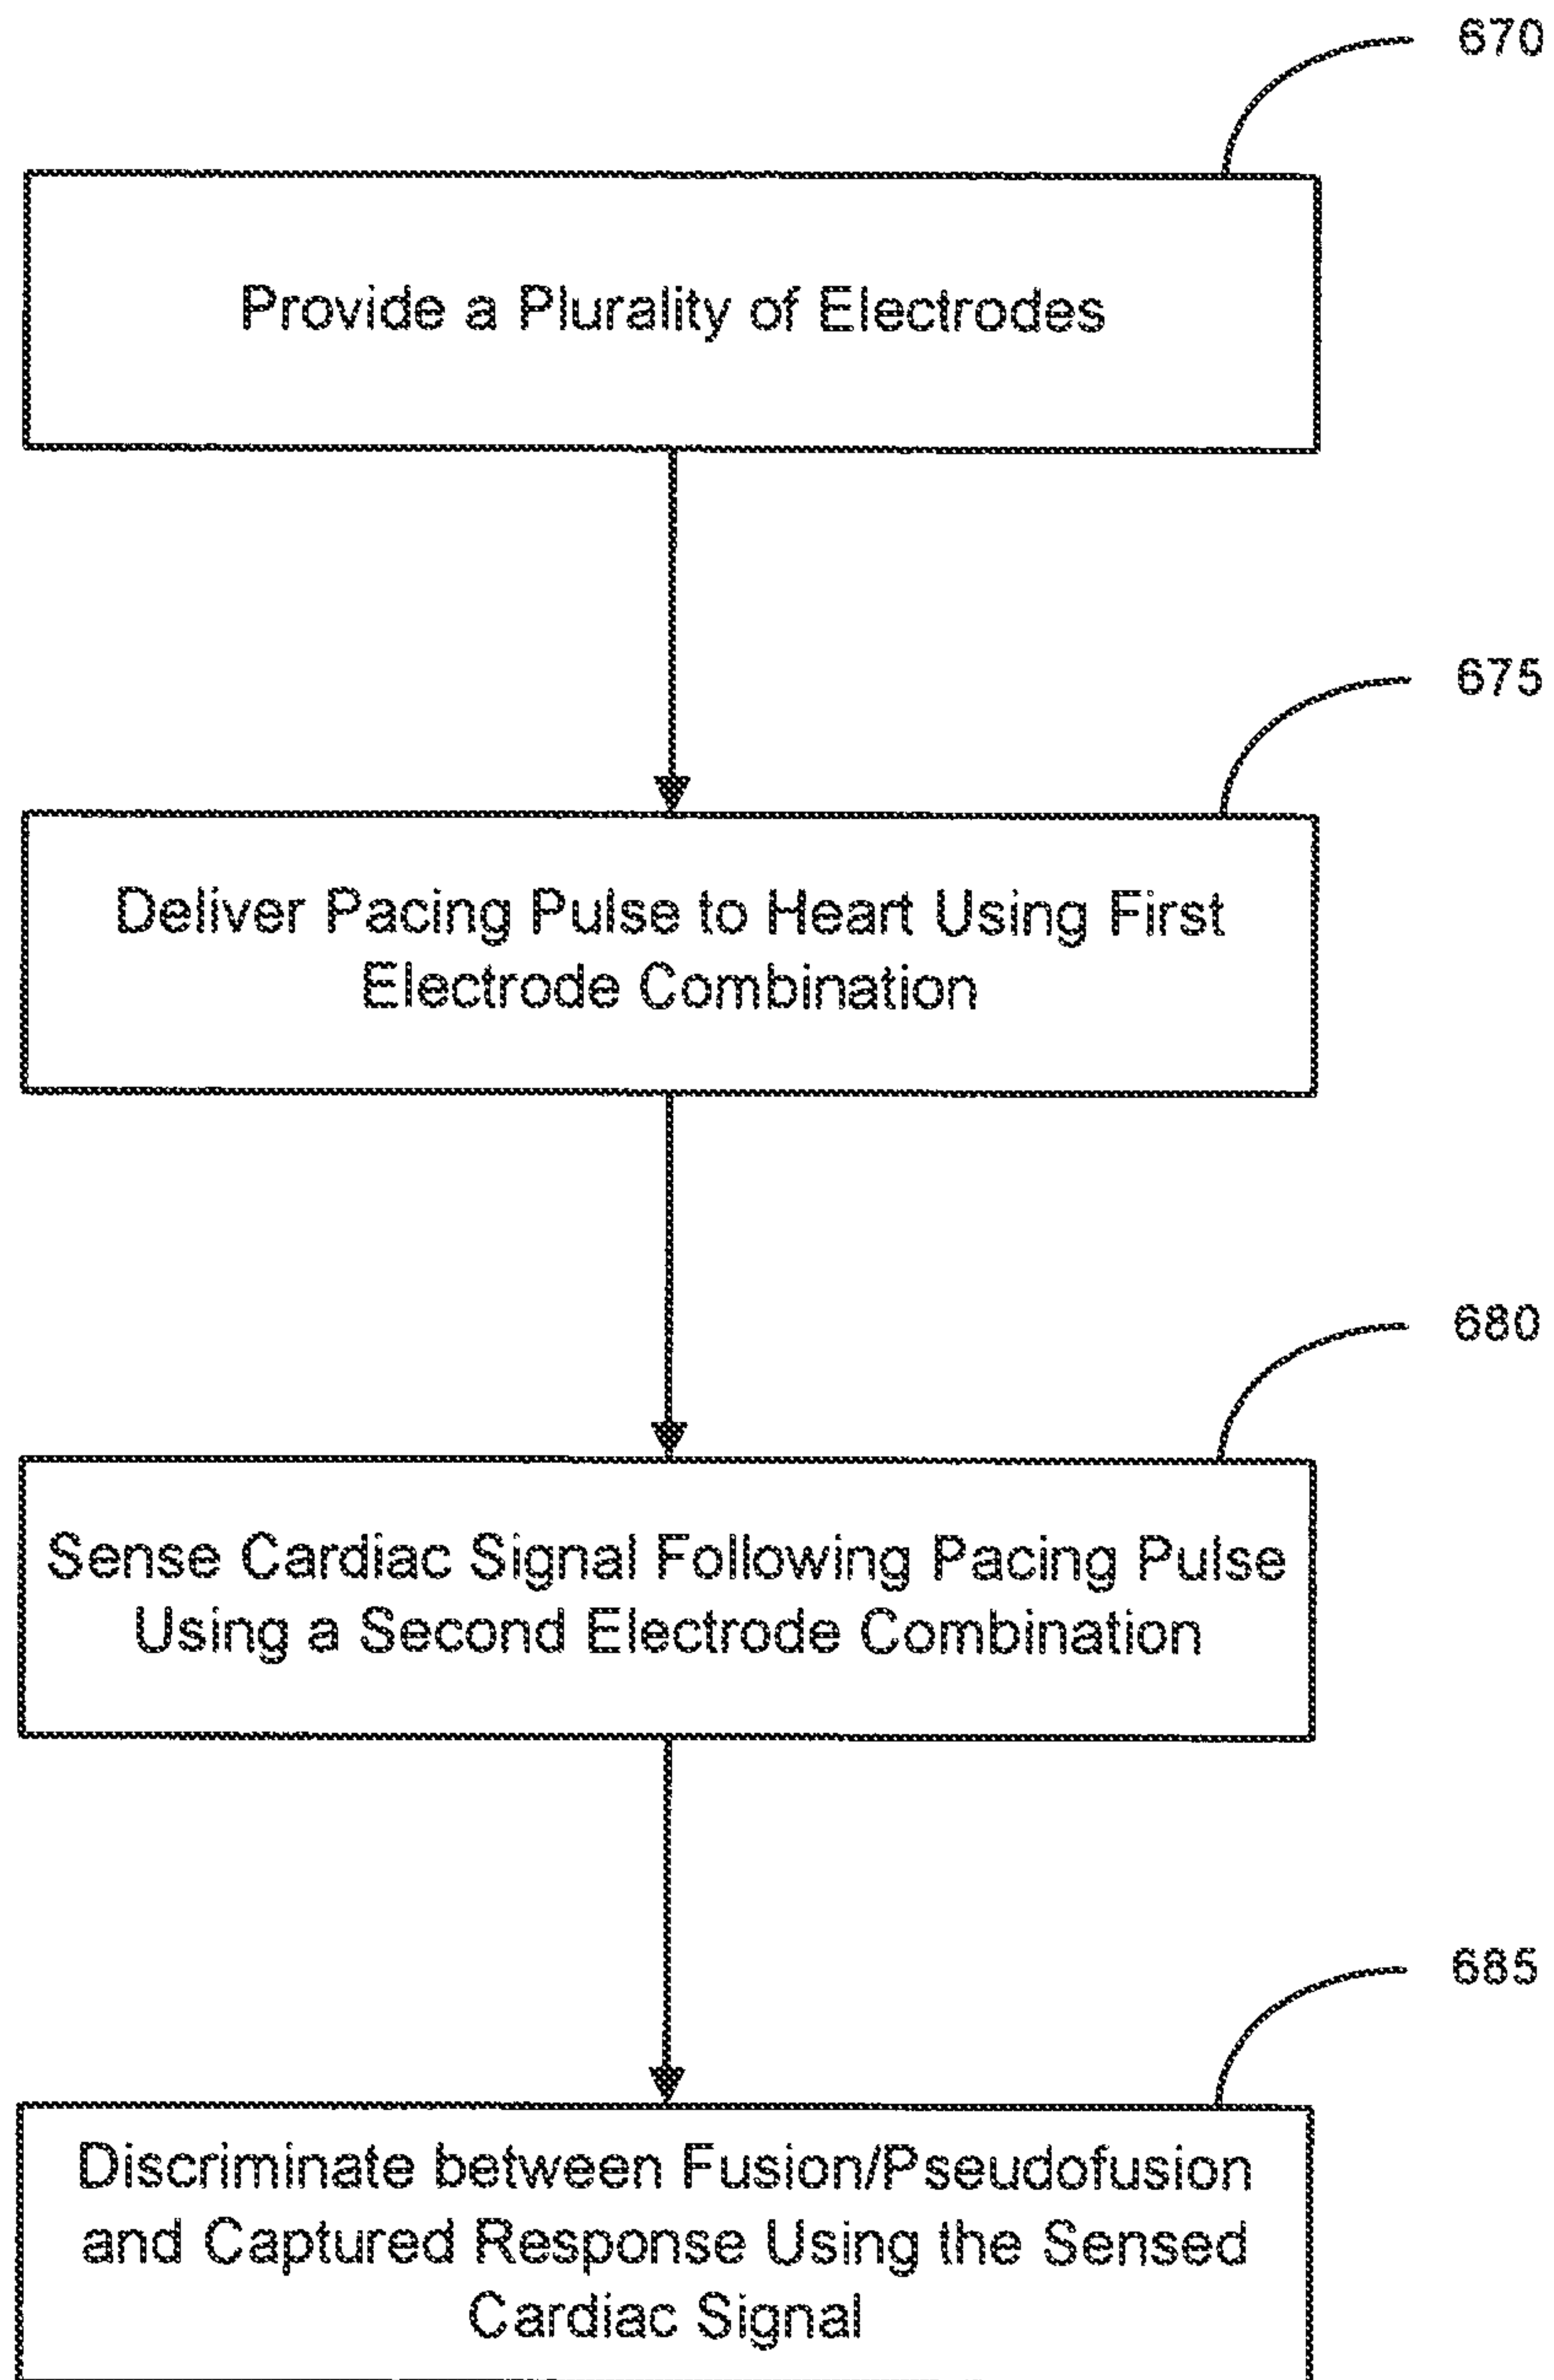 670
Provide a Plurality of Electrodes
675
Deliver Pacing Pulse to Heart Using First
Electrode Combination
680
Sense Cardiac Signal Following Pacing Pulse
Using a Second Electrode Combination
685
Discriminate between Fusion/Pseudofusion
and Captured Response Using the Sensed
Cardiac Signal